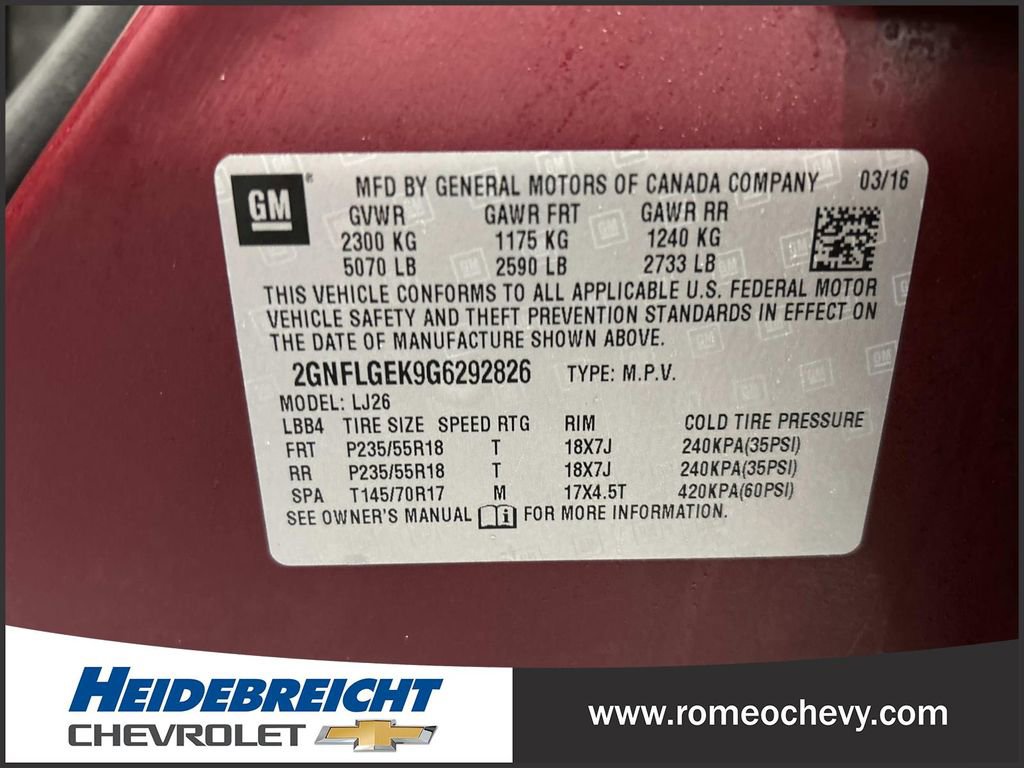 GM
MFD BY GENERAL MOTORS OF CANADA COMPANY 03/16
GVWR GAWR FRT GAWR RR
2300 KG 1175 KG 1240 KG
5070 LB 2590 LB 2733 LB
THIS VEHICLE CONFORMS TO ALL APPLICABLE U.S. FEDERAL MOTOR
VEHICLE SAFETY AND THEFT PREVENTION STANDARDS IN EFFECT ON
THE DATE OF MANUFACTURE SHOWN ABOVE.
2GNFLGEK9G6292826 TYPE: M.P.V.
MODEL: LJ26
LBB4 TIRE SIZE SPEED RTG RIM COLD TIRE PRESSURE
FRT P235/55R18 T 18X7J 240KPA(35PSI)
RR P235/55R18 T 18X7J 240KPA(35PSI)
SPA T145/70R17 M 17X4.5T 420KPA(60PSI)
SEE OWNER'S MANUAL i FOR MORE INFORMATION.
HEIDEBREICHT
CHEVROLET
www.romeochevy.com